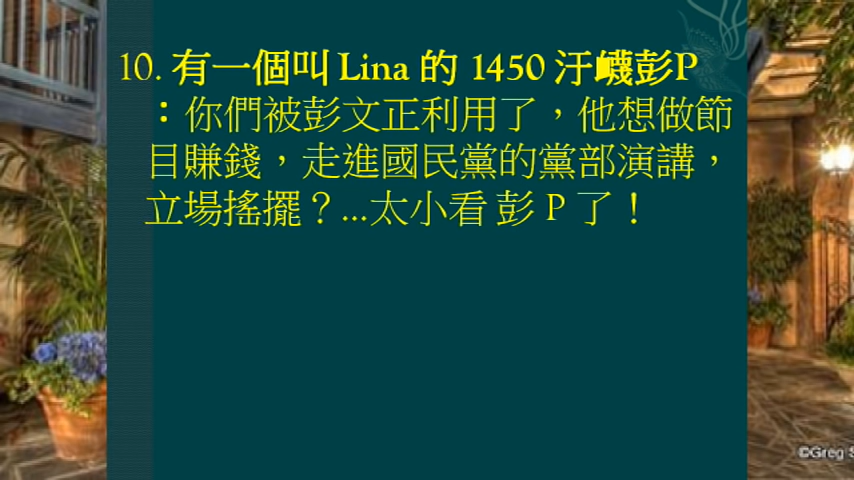 10. 有一個叫 Lina 的 1450 汙衊彭P
：你們被彭文正利用了，他想做節
目賺錢，走進國民黨的黨部演講，
立場搖擺？...太小看 彭 P 了！
©Greg S